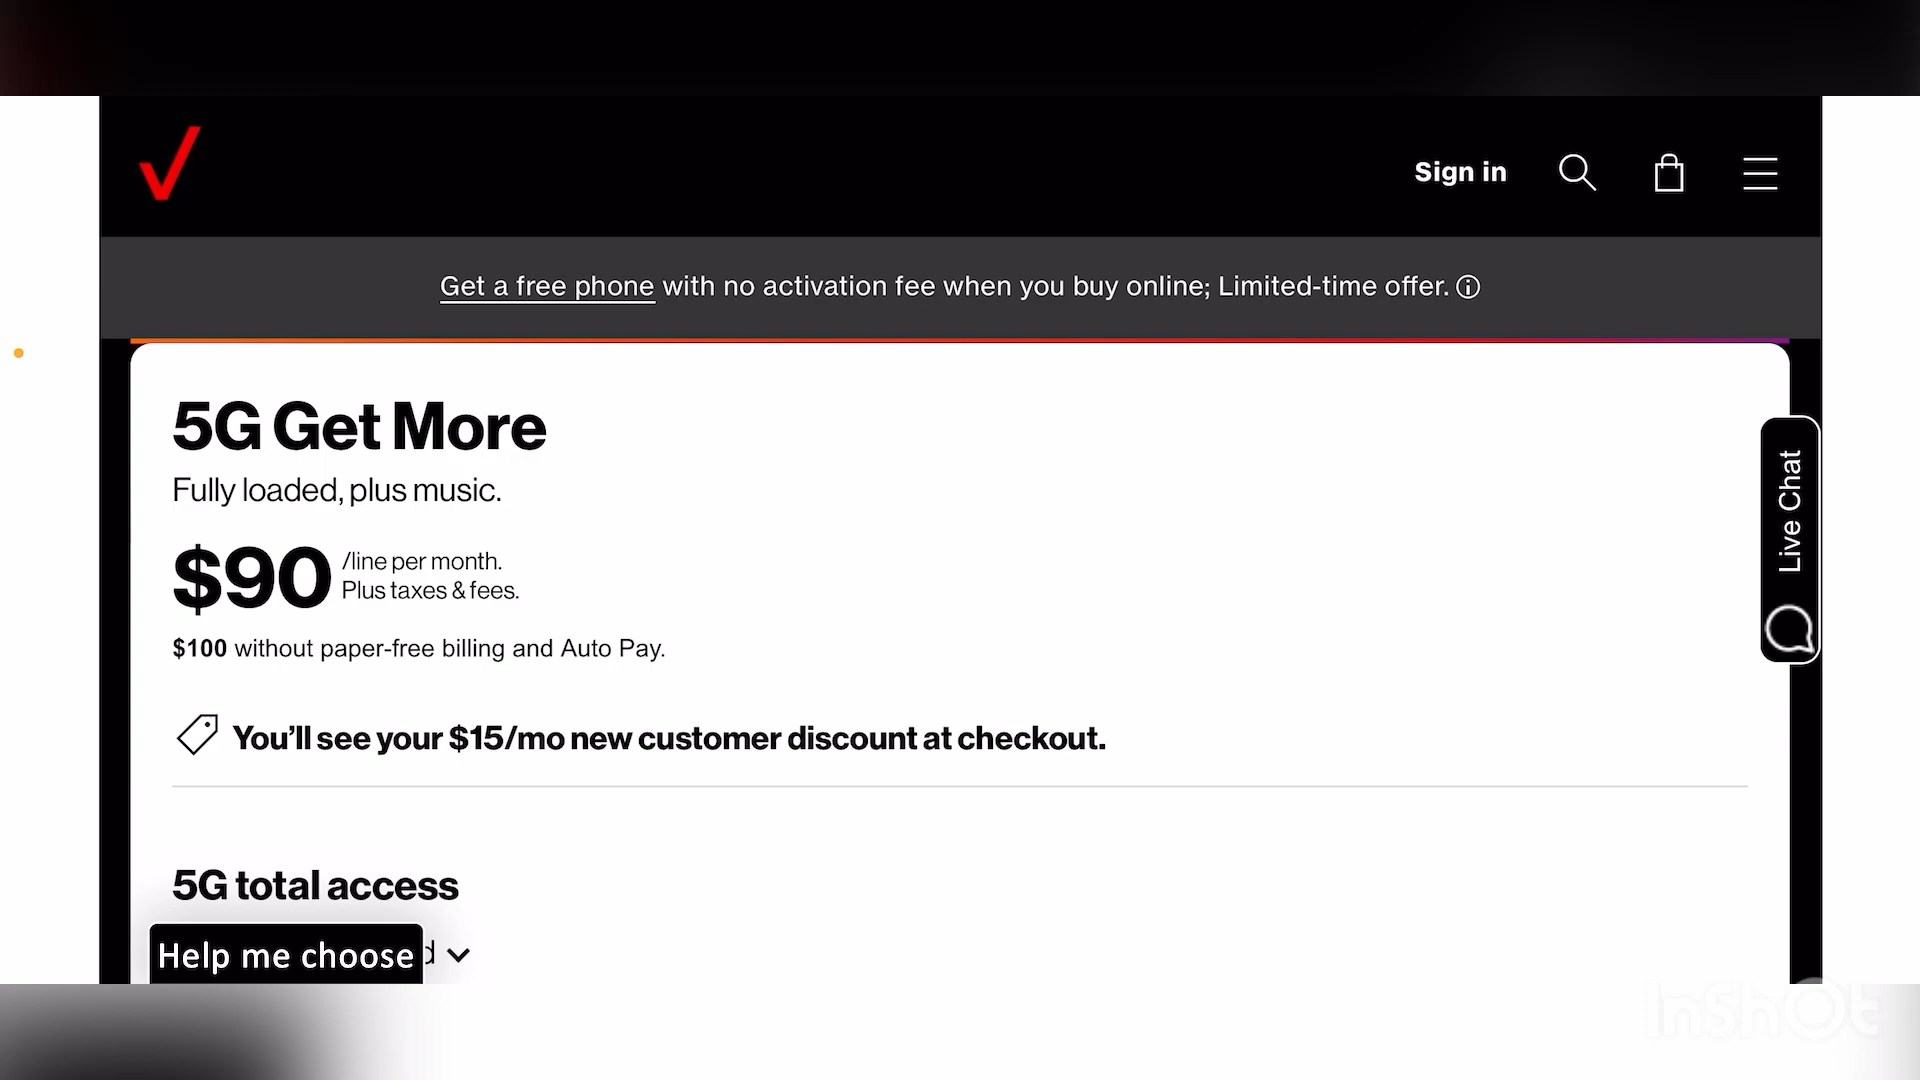 Sign in
Get a free phone with no activation fee when you buy online; Limited-time offer.
5G Get More
Fully loaded, plus music.
$90 /line per month.
Plus taxes & fees.
$100 without paper-free billing and Auto Pay.
You'll see your $15/mo new customer discount at checkout.
Live Chat
5G total access
Help me choose d
InShOt